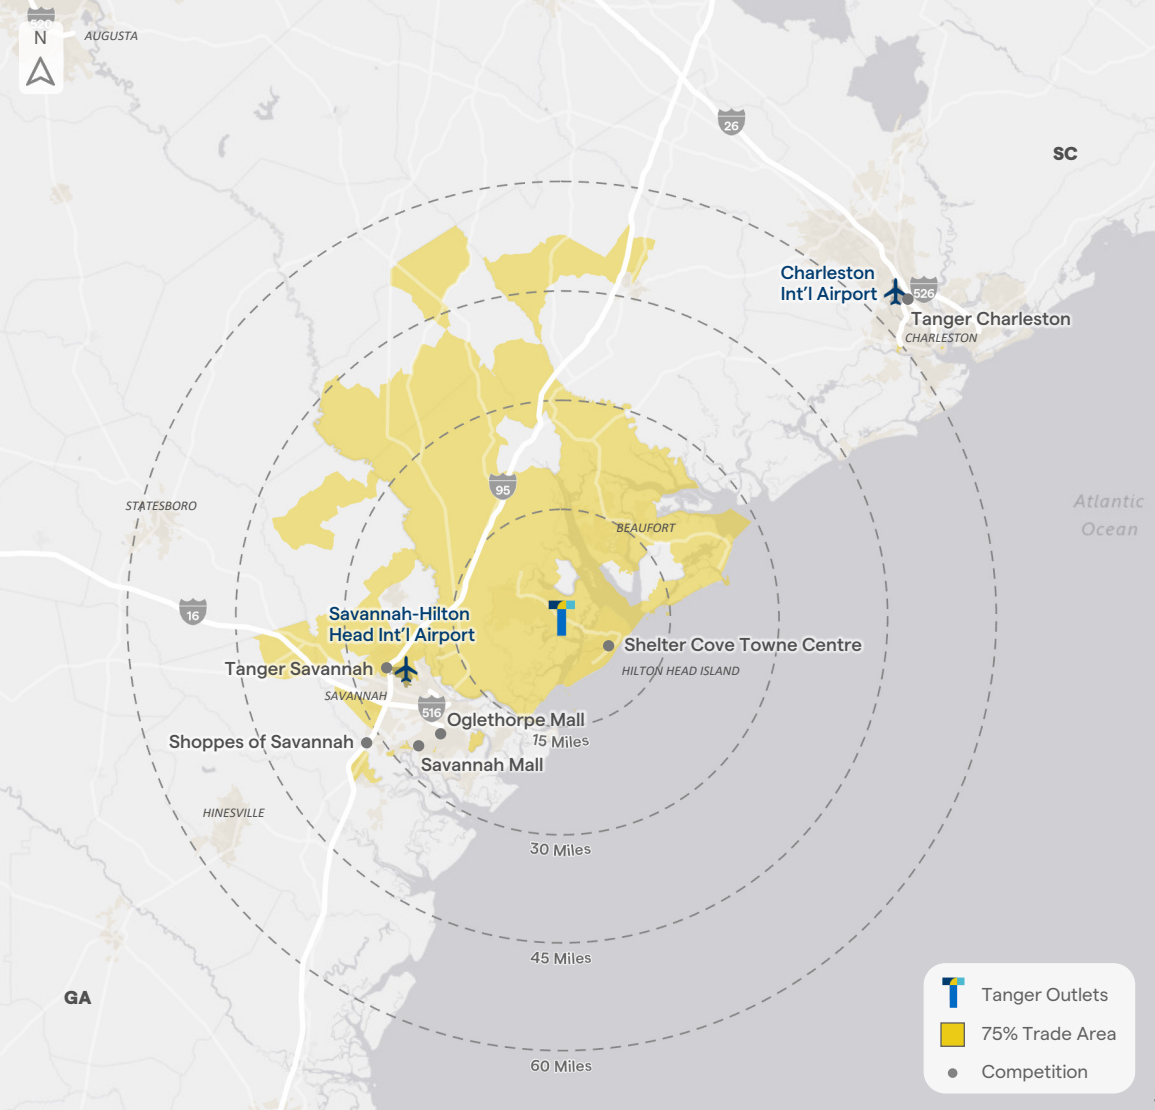 520
N
AUGUSTA
26
SC
Charleston
Int'l Airport
526
Tanger Charleston
CHARLESTON
95
STATESBORO
Atlantic
Ocean
BEAUFORT
16
Savannah-Hilton
Head Int'l Airport
Shelter Cove Towne Centre
Tanger Savannah
HILTON HEAD ISLAND
SAVANNAH
516
Oglethorpe Mall
Shoppes of Savannah
15 Miles
Savannah Mall
HINESVILLE
30 Miles
45 Miles
GA
Tanger Outlets
75% Trade Area
60 Miles
Competition